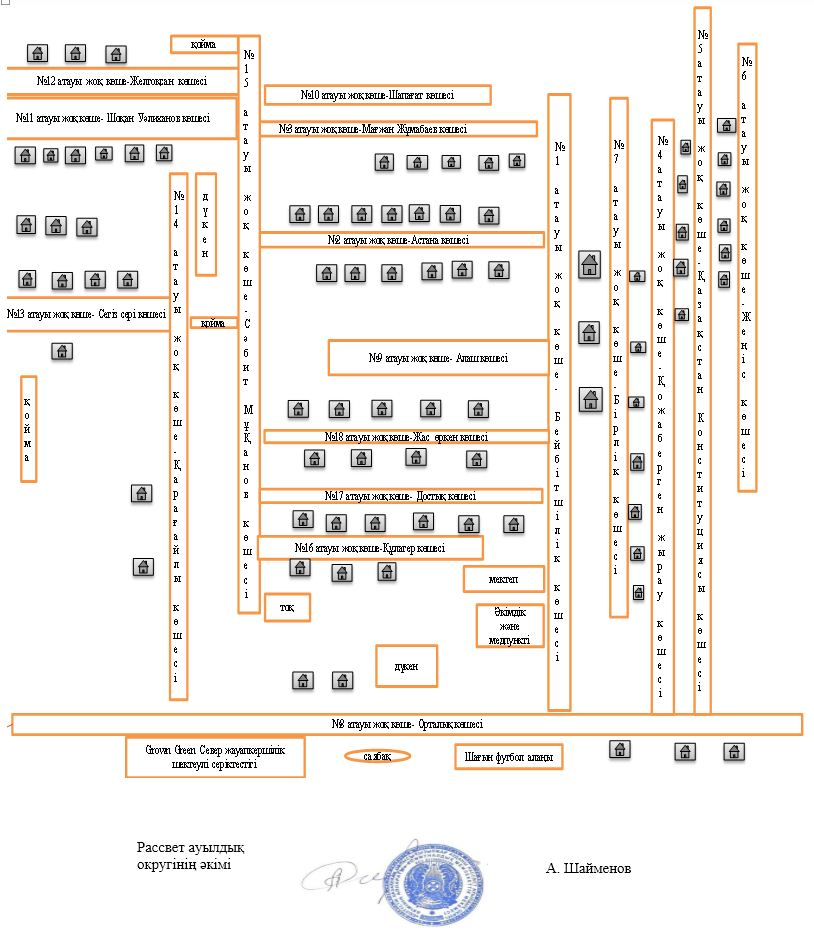 қойма
№12 атауы жоқ көше-Желтоқсан көшесі
№11 атауы жоқ көше- Шоқан Уәлиханов көшесі
№15 атауы жоқ көше-Сәбит Мұқанов көшесі
№10 атауы жоқ көше-Шапағат көшесі
№3 атауы жоқ көше-Мағжан Жұмабаев көшесі
№1 атауы жоқ көше- Бейбітшілік көшесі
№7 атауы жоқ көше-Бірлік көшесі
№4 атауы жоқ көше-Қожаберген жырау көшесі
№5 атауы жоқ көше-Қазақстан Конституциясы көшесі
№6 атауы жоқ көше-Жеңіс көшесі
№14 атауы жоқ көше-Қарағайлы көшесі
дүкен
№2 атауы жоқ көше-Астана көшесі
№13 атауы жоқ көше- Сегіз сері көшесі
қойма
№9 атауы жоқ көше- Алаш көшесі
қойма
№18 атауы жоқ көше-Жас өркен көшесі
№17 атауы жоқ көше- Достық көшесі
№16 атауы жоқ көше-Құлагер көшесі
мектеп
тоқ
Әкімдік
және
медпункті
дүкен
№8 атауы жоқ көше- Орталық көшесі
Grown Green Север жауапкершілік
шектеулі серіктестігі
саябақ
Шағын футбол алаңы
Рассвет ауылдық
округінің әкімі
А. Шайменов